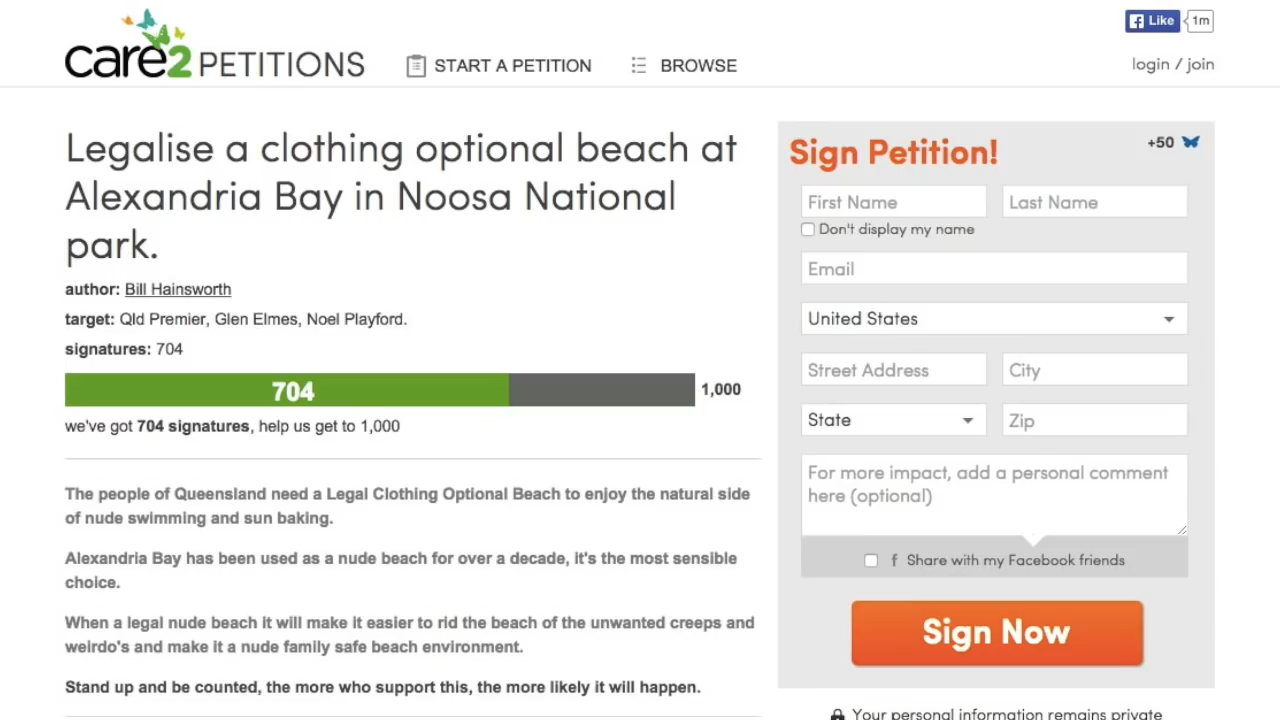 care2 PETITIONS
START A PETITION
BROWSE
Like
1m
login / join
Legalise a clothing optional beach at
Alexandria Bay in Noosa National
park.
author: Bill Hainsworth
target: Qld Premier, Glen Elmes, Noel Playford.
signatures: 704
704
1,000
we've got 704 signatures, help us get to 1,000
The people of Queensland need a Legal Clothing Optional Beach to enjoy the natural side
of nude swimming and sun baking.
Alexandria Bay has been used as a nude beach for over a decade, it's the most sensible
choice.
When a legal nude beach it will make it easier to rid the beach of the unwanted creeps and
weirdo's and make it a nude family safe beach environment.
Stand up and be counted, the more who support this, the more likely it will happen.
Sign Petition!
+50
First Name
Last Name
Don't display my name
Email
United States
Street Address
City
State
Zip
For more impact, add a personal comment
here (optional)
f Share with my Facebook friends
Sign Now
Your personal information remains private